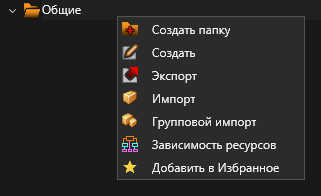 Общие
Создать папку
Создать
Экспорт
Импорт
Групповой импорт
Зависимость ресурсов
Добавить в Избранное